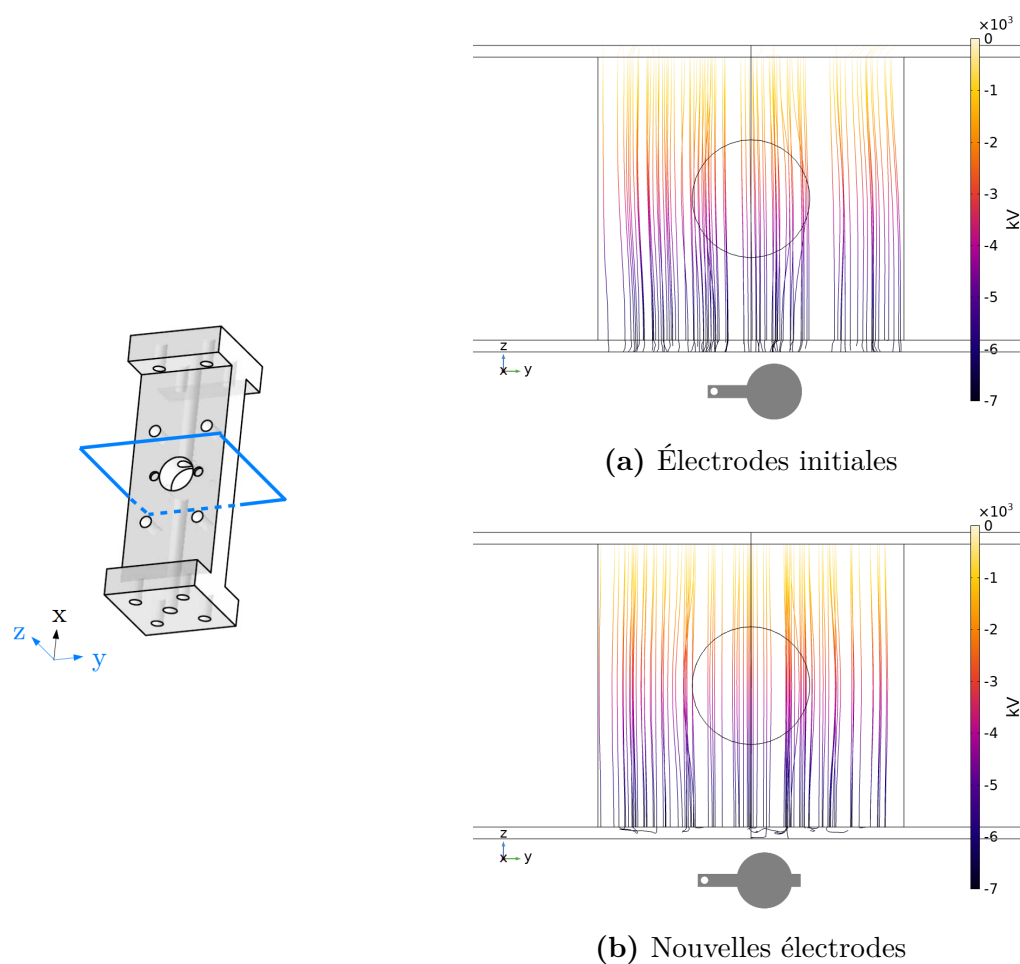 x
z
y
×10³
0
-1
-2
-3
-4
-5
-6
-7
kV
z
x
y
(a) Électrodes initiales
×10³
0
-1
-2
-3
-4
-5
-6
-7
kV
z
x
y
(b) Nouvelles électrodes